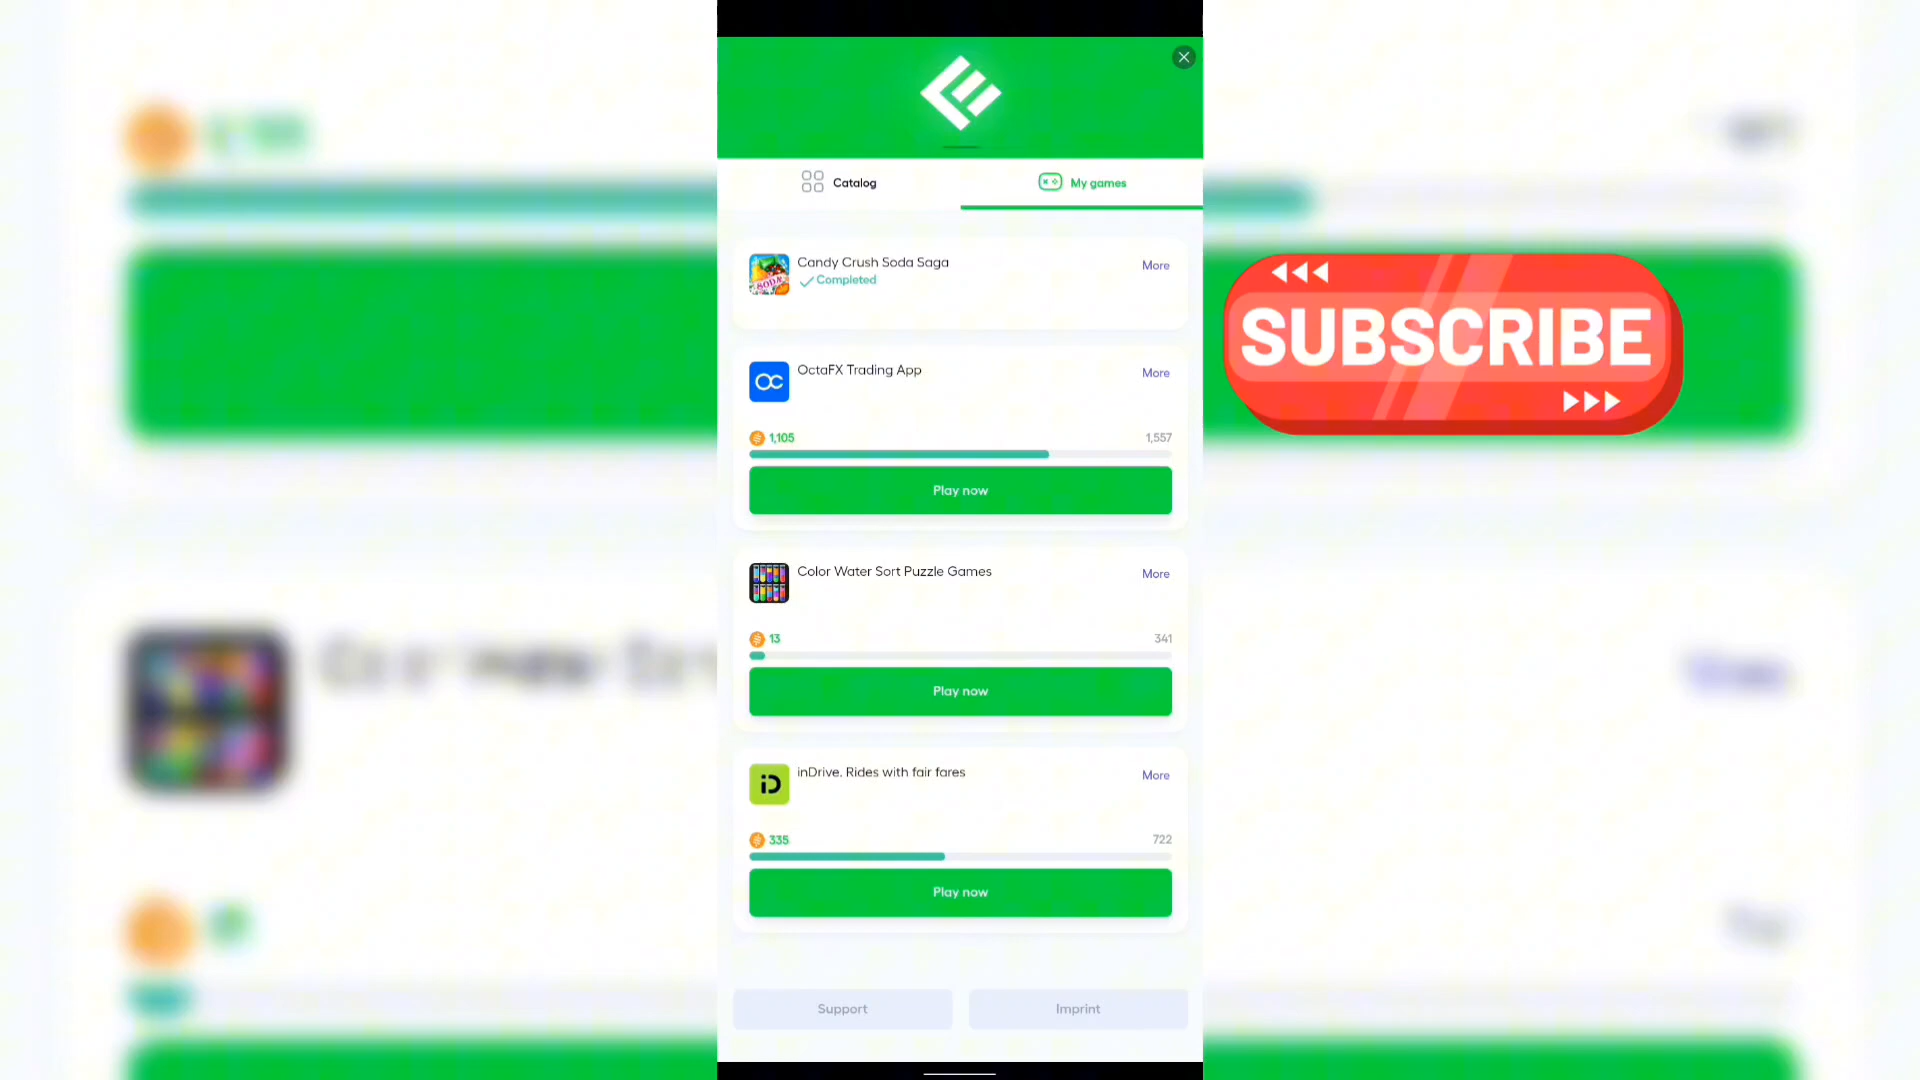 Catalog
My games
Candy Crush Soda Saga
More
Completed
SODA
SUBSCRIBE
OctaFX Trading App
More
1,105
1,557
Play now
Color Water Sort Puzzle Games
More
13
341
Play now
iD
inDrive. Rides with fair fares
More
335
722
Play now
Support
Imprint